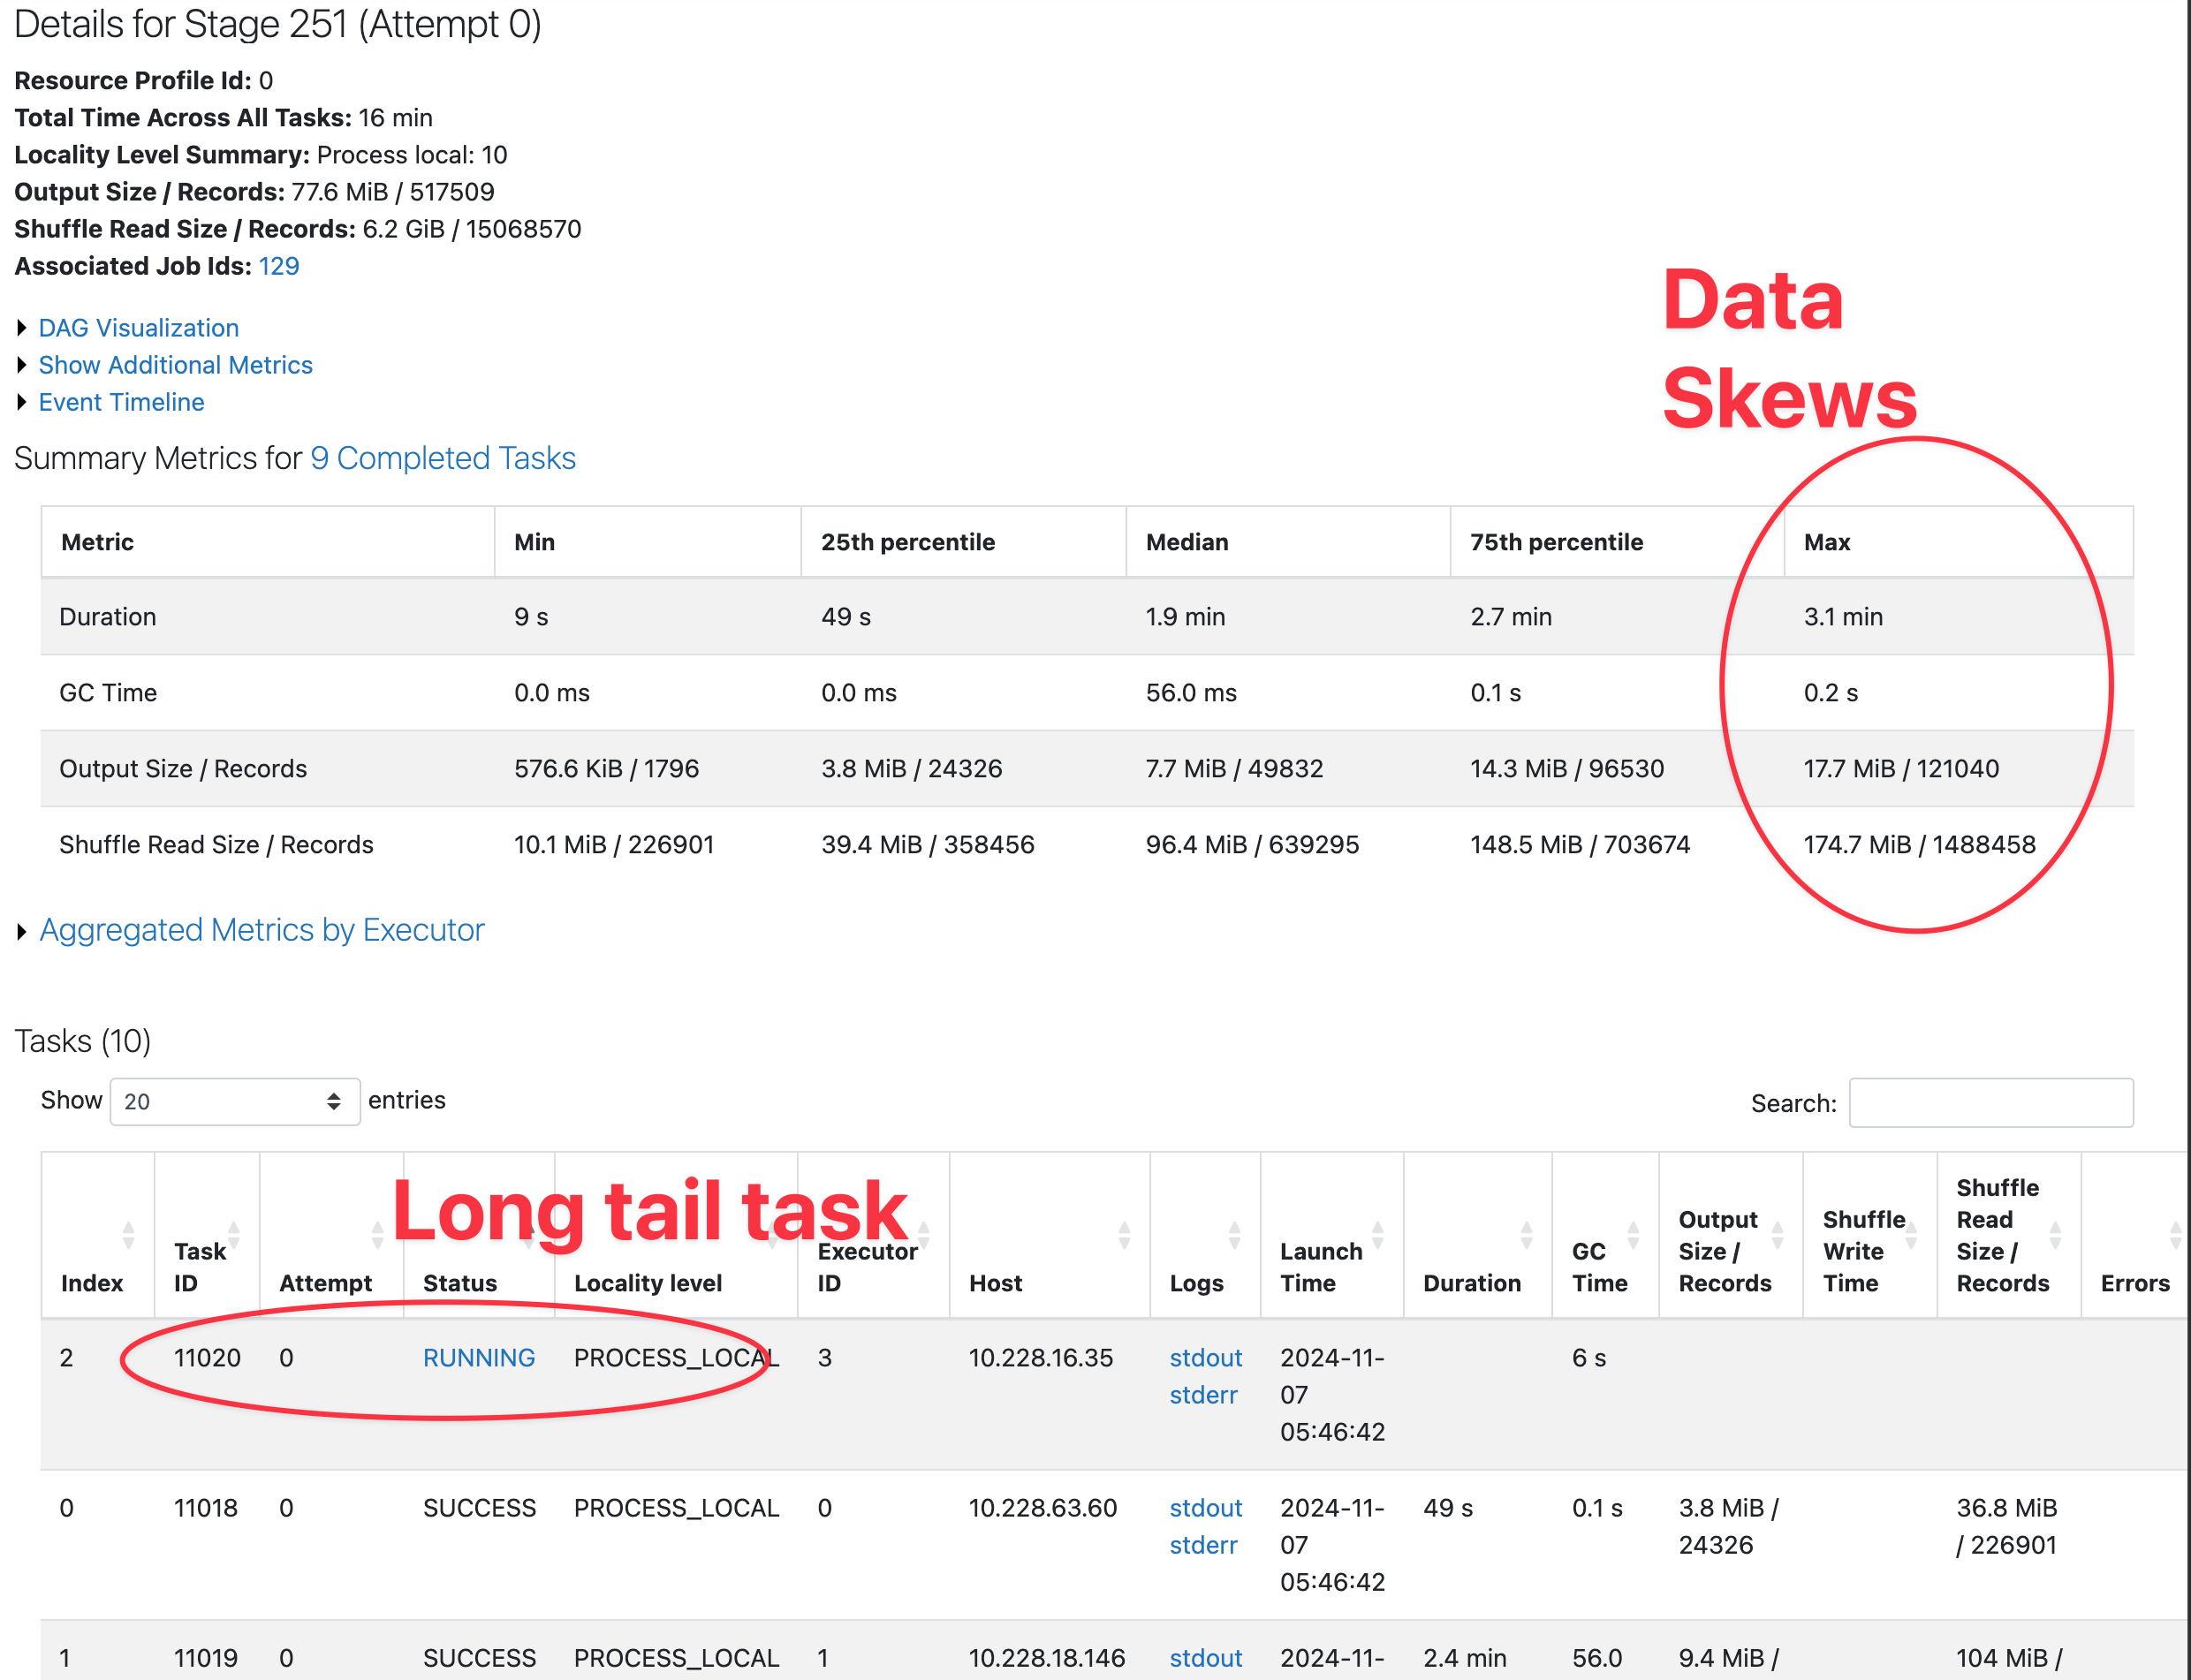 Details for Stage 251 (Attempt 0)
Resource Profile Id: 0
Total Time Across All Tasks: 16 min
Locality Level Summary: Process local: 10
Output Size / Records: 77.6 MiB / 517509
Shuffle Read Size / Records: 6.2 GiB / 15068570
Associated Job Ids: 129
DAG Visualization
Show Additional Metrics
Event Timeline
Data
Skews
Summary Metrics for 9 Completed Tasks
Metric Min 25th percentile Median 75th percentile Max
Duration 9 s 49 s 1.9 min 2.7 min 3.1 min
GC Time 0.0 ms 0.0 ms 56.0 ms 0.1 s 0.2 s
Output Size / Records 576.6 KiB / 1796 3.8 MiB / 24326 7.7 MiB / 49832 14.3 MiB / 96530 17.7 MiB / 121040
Shuffle Read Size / Records 10.1 MiB / 226901 39.4 MiB / 358456 96.4 MiB / 639295 148.5 MiB / 703674 174.7 MiB / 1488458
Aggregated Metrics by Executor
Tasks (10)
Show 20 entries Search:
Long tail task
Index Task ID Attempt Status Locality level Executor ID Host Logs Launch Time Duration GC Time Output Size / Records Shuffle Write Time Shuffle Read Size / Records Errors
2 11020 0 RUNNING PROCESS_LOCAL 3 10.228.16.35 stdout 2024-11- 6 s
stderr 07
05:46:42
0 11018 0 SUCCESS PROCESS_LOCAL 0 10.228.63.60 stdout 2024-11- 49 s 0.1 s 3.8 MiB / 36.8 MiB
stderr 07 24326 / 226901
05:46:42
1 11019 0 SUCCESS PROCESS_LOCAL 1 10.228.18.146 stdout 2024-11- 2.4 min 56.0 9.4 MiB / 104 MiB /